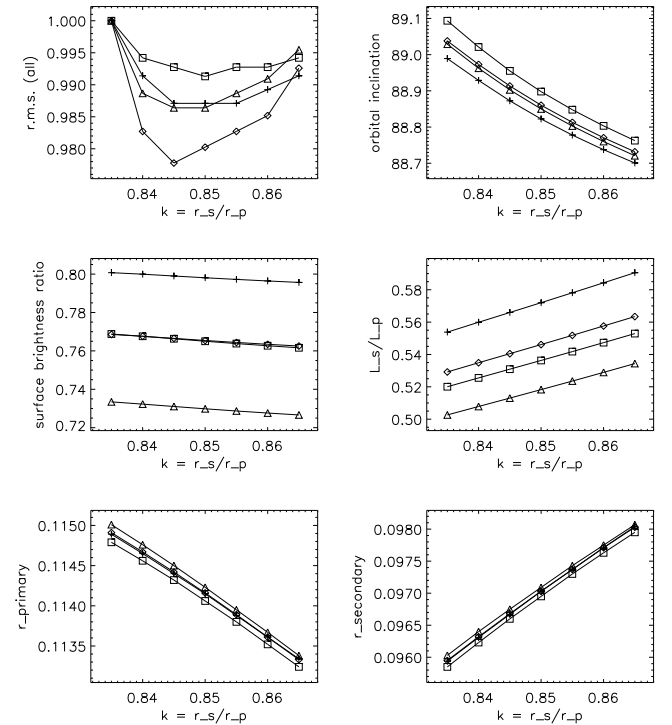 1.000
0.995
0.990
0.985
0.980
r.m.s. (all)
0.84 0.85 0.86
k = r_s/r_p
89.1
89.0
88.9
88.8
88.7
orbital inclination
0.84 0.85 0.86
k = r_s/r_p
0.80
0.78
0.76
0.74
0.72
surface brightness ratio
0.84 0.85 0.86
k = r_s/r_p
0.58
0.56
0.54
0.52
0.50
L_s/L_p
0.84 0.85 0.86
k = r_s/r_p
0.1150
0.1145
0.1140
0.1135
r_primary
0.84 0.85 0.86
k = r_s/r_p
0.0980
0.0975
0.0970
0.0965
0.0960
r_secondary
0.84 0.85 0.86
k = r_s/r_p